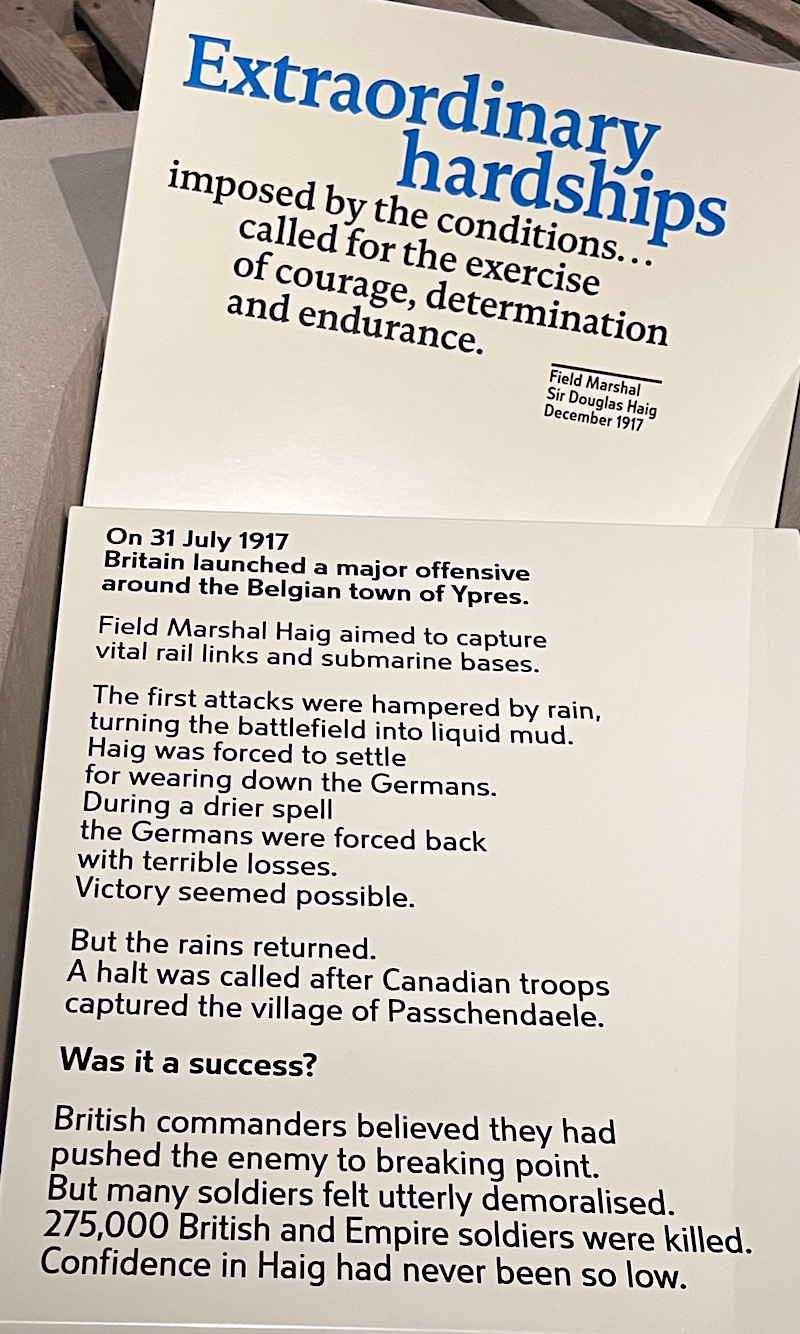 Extraordinary
hardships
imposed by the conditions...
called for the exercise
of courage, determination
and endurance.
Field Marshal
Sir Douglas Haig
December 1917
On 31 July 1917
Britain launched a major offensive
around the Belgian town of Ypres.
Field Marshal Haig aimed to capture
vital rail links and submarine bases.
The first attacks were hampered by rain,
turning the battlefield into liquid mud.
Haig was forced to settle
for wearing down the Germans.
During a drier spell
the Germans were forced back
with terrible losses.
Victory seemed possible.
But the rains returned.
A halt was called after Canadian troops
captured the village of Passchendaele.
Was it a success?
British commanders believed they had
pushed the enemy to breaking point.
But many soldiers felt utterly demoralised.
275,000 British and Empire soldiers were killed.
Confidence in Haig had never been so low.